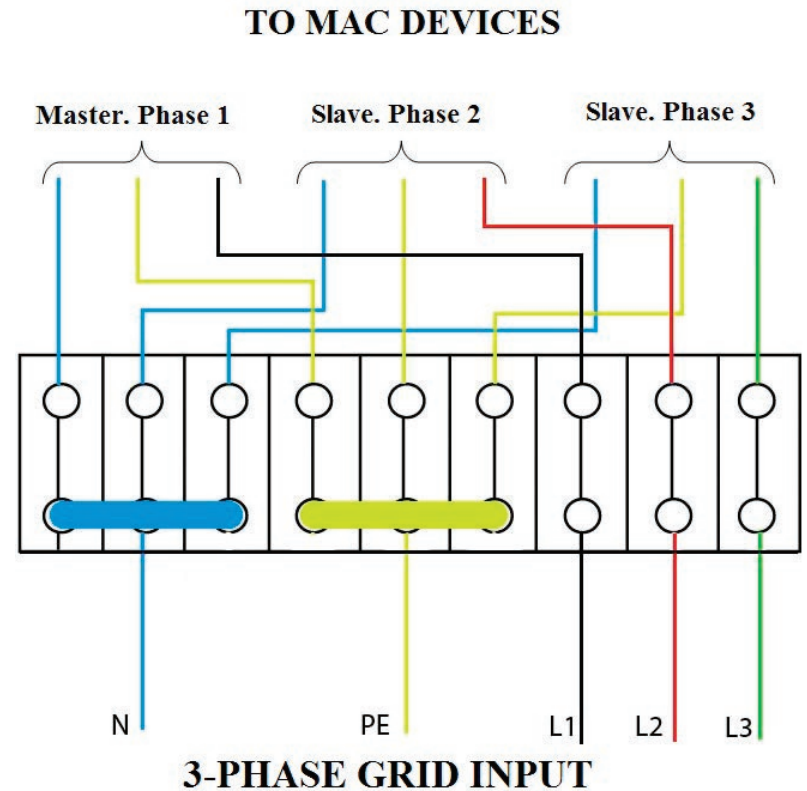 TO MAC DEVICES
Master. Phase 1
Slave. Phase 2
Slave. Phase 3
N
PE
L1
L2
L3
3-PHASE GRID INPUT